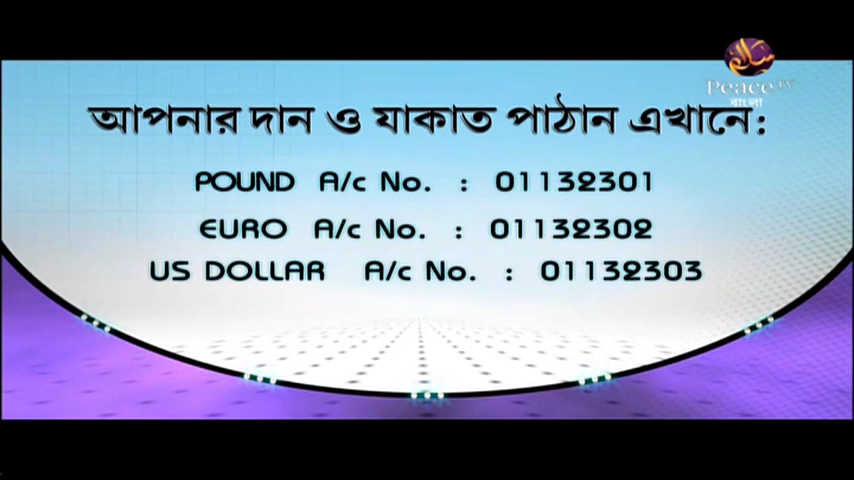 Peace TV
বাংলা
আপনার দান ও যাকাত পাঠান এখানে:
POUND A/c No. : 01132301
EURO A/c No. : 01132302
US DOLLAR A/c No. : 01132303